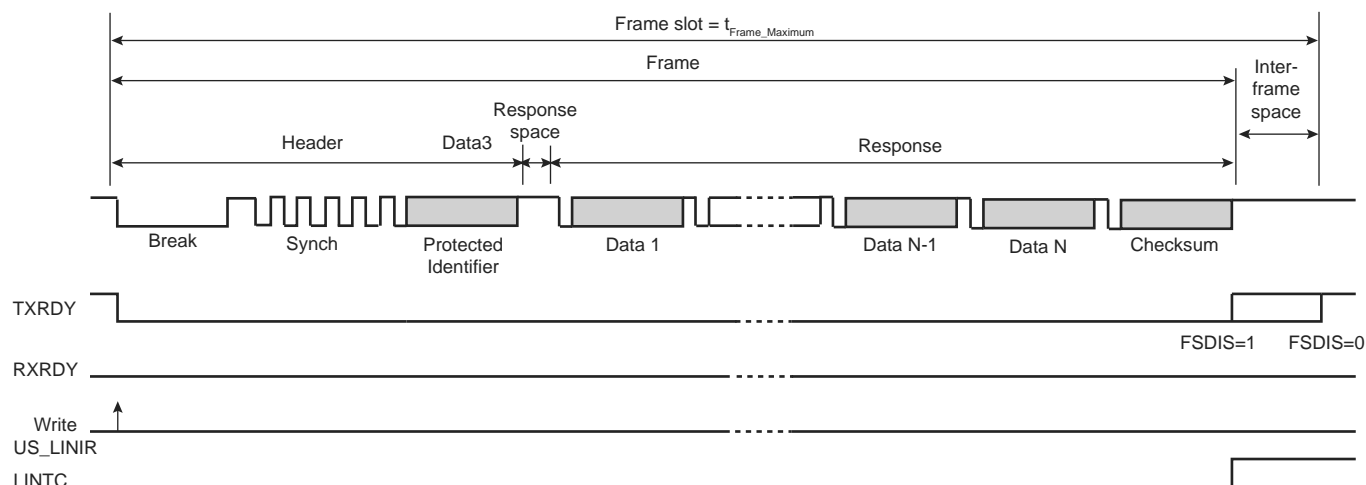 Frame slot = tFrame_Maximum
Frame
Inter-
frame
space
Response
space
Header
Data3
Response
Break
Synch
Protected
Identifier
Data 1
Data N-1
Data N
Checksum
TXRDY
FSDIS=1
FSDIS=0
RXRDY
Write
US_LINIR
LINTC